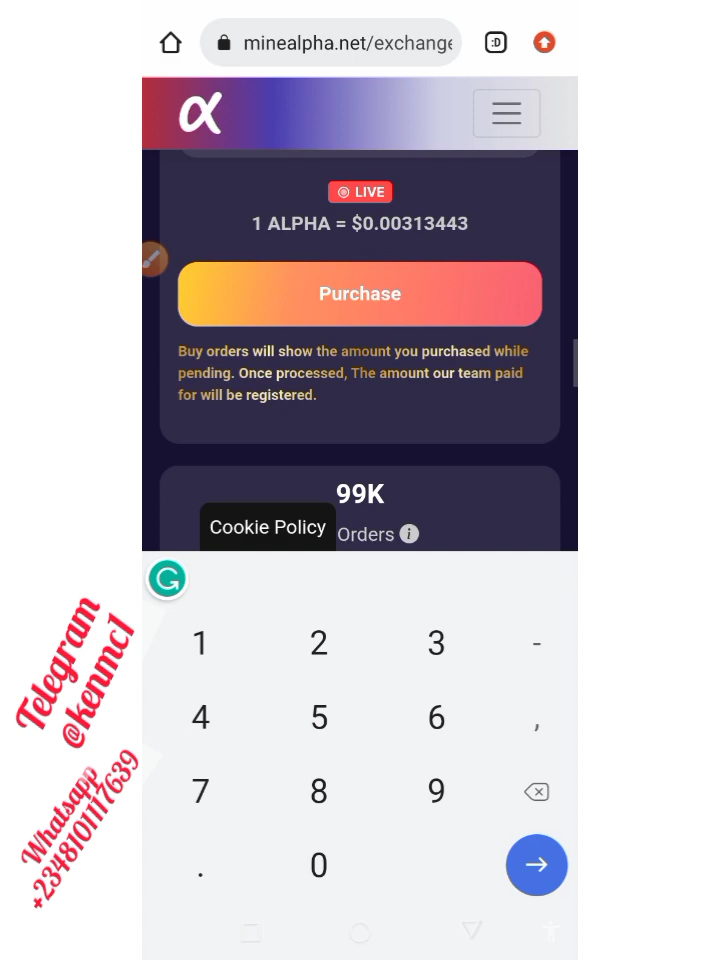 :D
minealpha.net/exchange
α
LIVE
1 ALPHA = $0.00313443
Purchase
Buy orders will show the amount you purchased while
pending. Once processed, The amount our team paid
for will be registered.
99K
Cookie Policy
Orders i
1 2 3 -
4 5 6 ,
7 8 9
. 0
Telegram
@kenmc1
Whatsapp
+2348101117639